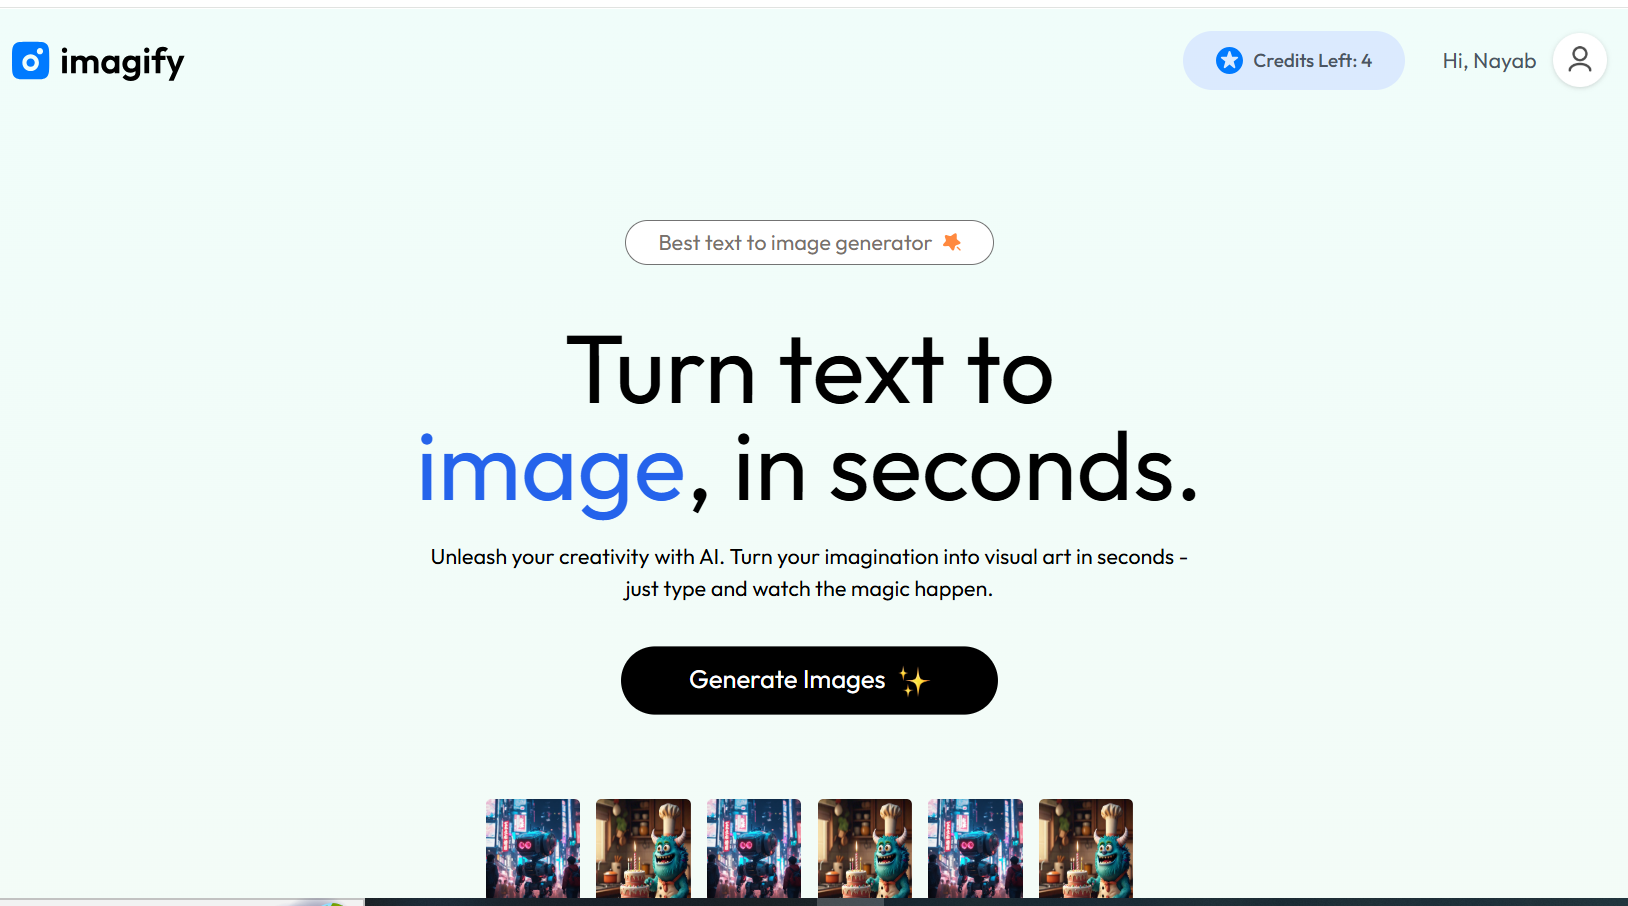 imagify
Credits Left: 4
Hi, Nayab
Best text to image generator
Turn text to
image, in seconds.
Unleash your creativity with AI. Turn your imagination into visual art in seconds -
just type and watch the magic happen.
Generate Images